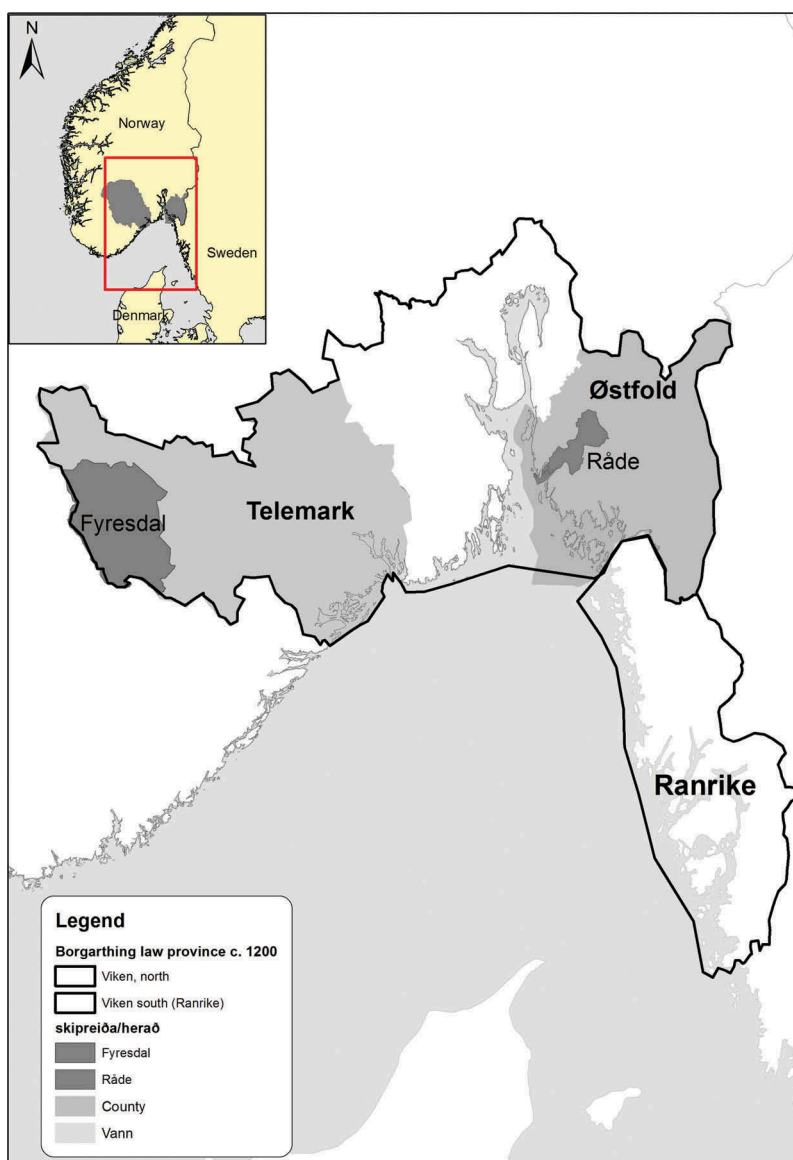 N
Norway
Sweden
Denmark
Østfold
Råde
Fyresdal
Telemark
Ranrike
Legend
Borgarthing law province c. 1200
Viken, north
Viken south (Ranrike)
skipreiða/herað
Fyresdal
Råde
County
Vann